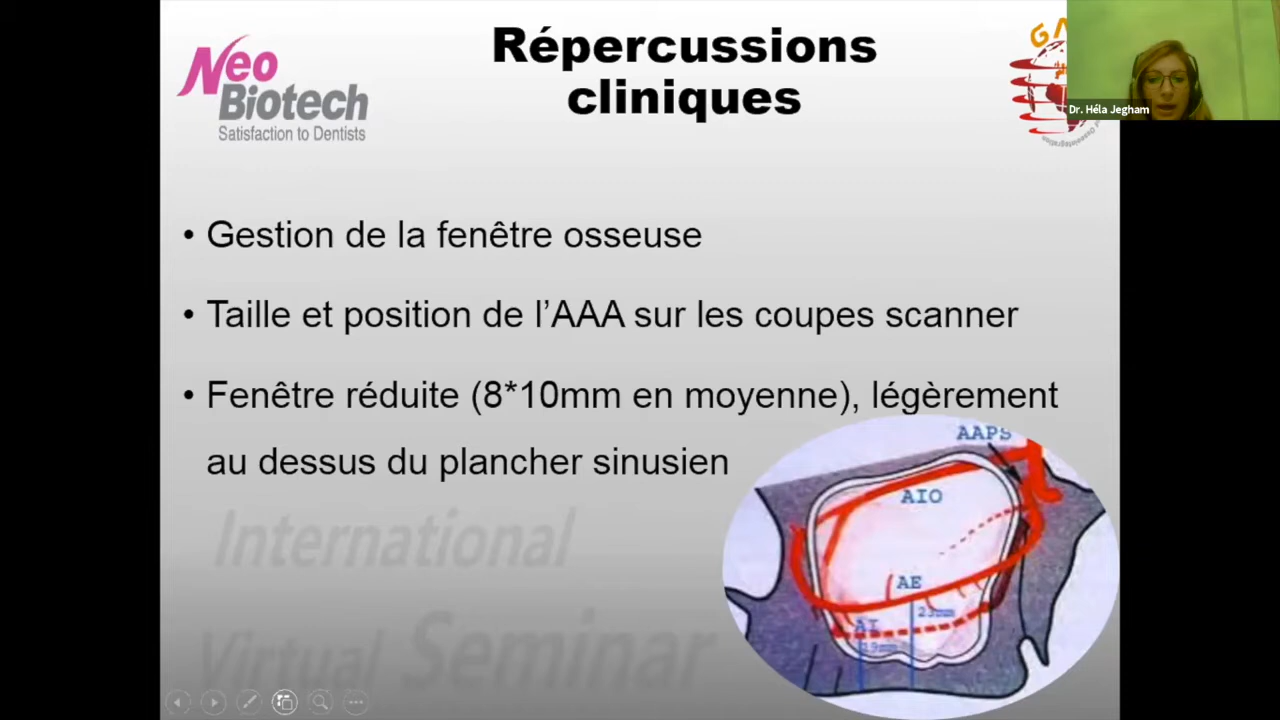 Répercussions
cliniques
Neo
Biotech
Satisfaction to Dentists
Dr. Héla Jegham
• Gestion de la fenêtre osseuse
• Taille et position de l’AAA sur les coupes scanner
• Fenêtre réduite (8*10mm en moyenne), légèrement
au dessus du plancher sinusien
AAPS
AIO
AE
23mm
AI
19mm
International
Virtual Seminar